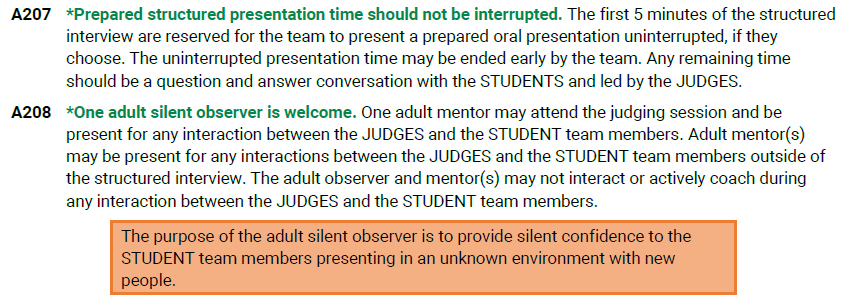 A207 *Prepared structured presentation time should not be interrupted. The first 5 minutes of the structured
interview are reserved for the team to present a prepared oral presentation uninterrupted, if they
choose. The uninterrupted presentation time may be ended early by the team. Any remaining time
should be a question and answer conversation with the STUDENTS and led by the JUDGES.
A208 *One adult silent observer is welcome. One adult mentor may attend the judging session and be
present for any interaction between the JUDGES and the STUDENT team members. Adult mentor(s)
may be present for any interactions between the JUDGES and the STUDENT team members outside of
the structured interview. The adult observer and mentor(s) may not interact or actively coach during
any interaction between the JUDGES and the STUDENT team members.
The purpose of the adult silent observer is to provide silent confidence to the
STUDENT team members presenting in an unknown environment with new
people.